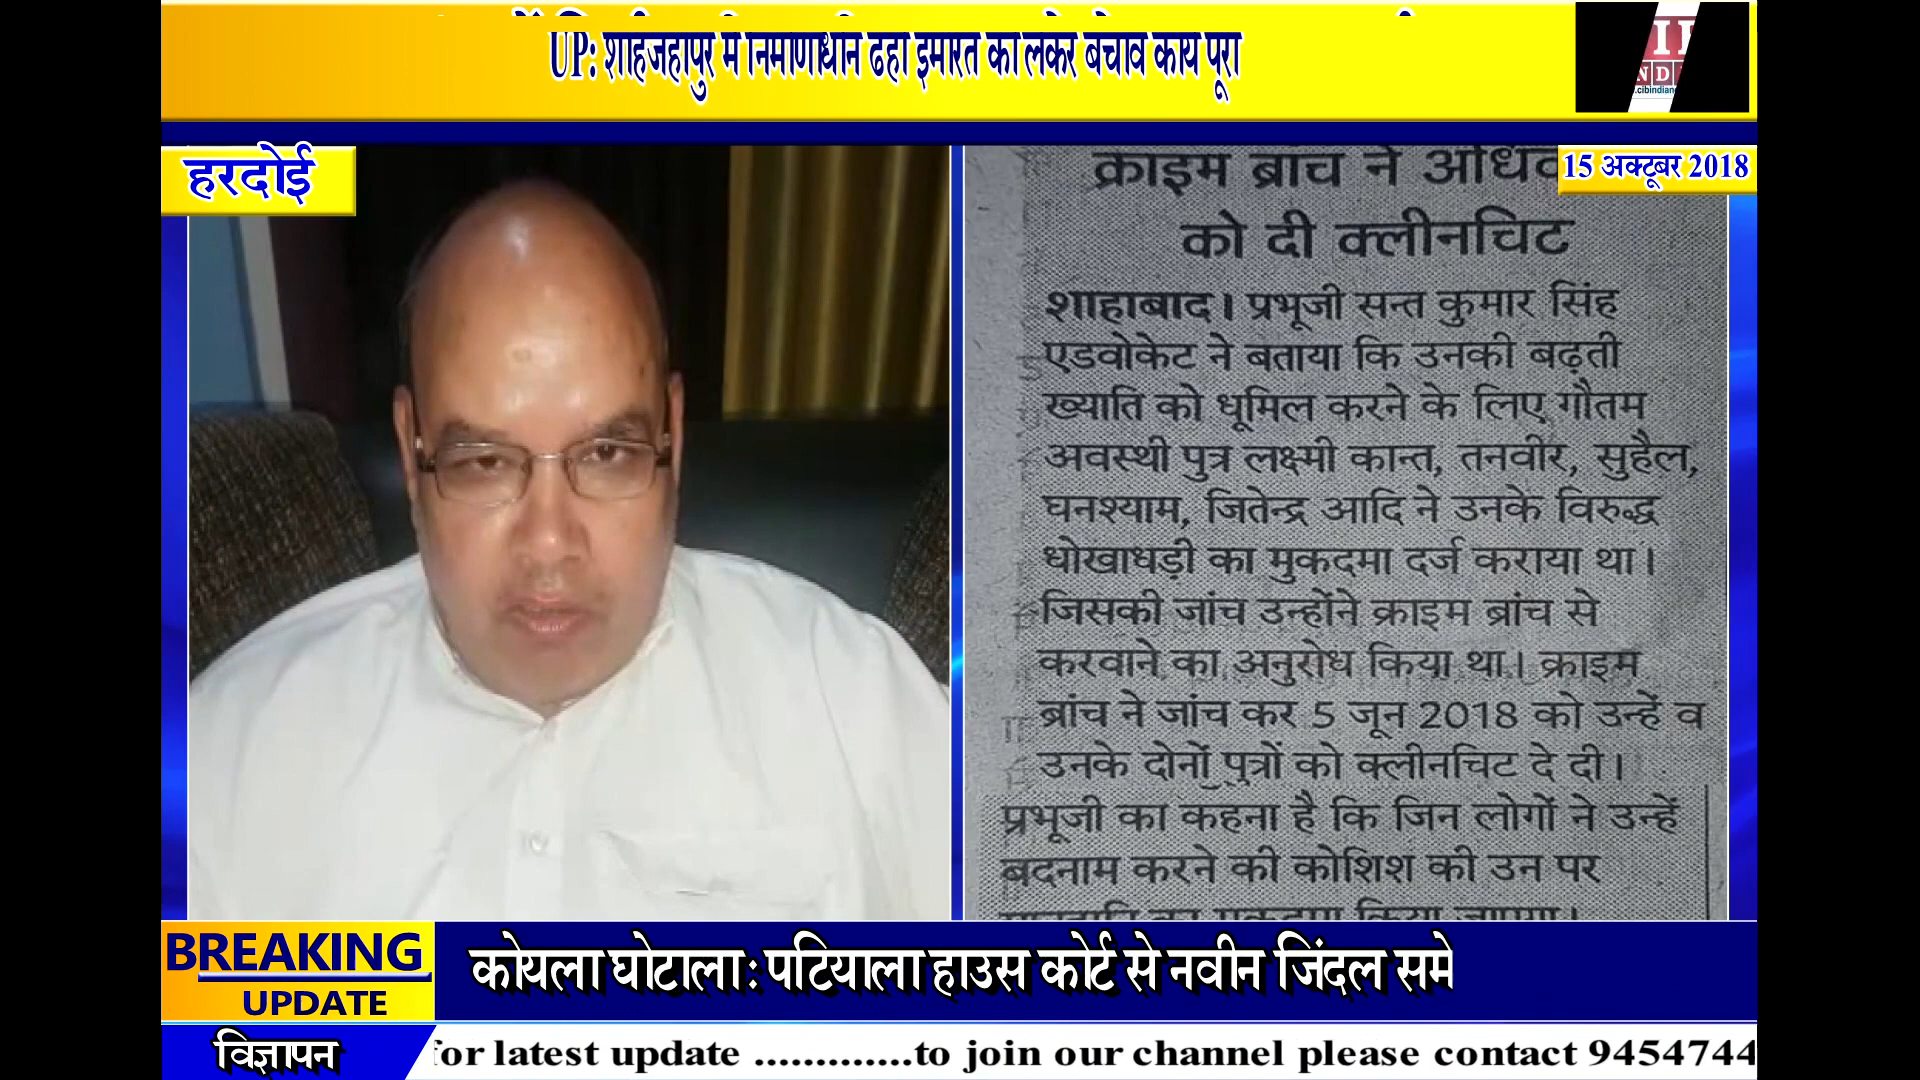 UP: शाहजहांपुर में निर्माणाधीन ढही इमारत को लेकर बचाव कार्य पूरा
हरदोई
15 अक्टूबर 2018
क्राइम ब्रांच ने
को दी क्लीनचिट
शाहाबाद। प्रभूजी सन्त कुमार सिंह
एडवोकेट ने बताया कि उनकी बढ़ती
ख्याति को धूमिल करने के लिए गौतम
अवस्थी पुत्र लक्ष्मी कान्त, तनवीर, सुहैल,
घनश्याम, जितेन्द्र आदि ने उनके विरुद्ध
धोखाधड़ी का मुकदमा दर्ज कराया था।
जिसकी जांच उन्होंने क्राइम ब्रांच से
करवाने का अनुरोध किया था। क्राइम
ब्रांच ने जांच कर 5 जून 2018 को उन्हें व
उनके दोनों पुत्रों को क्लीनचिट दे दी।
प्रभूजी का कहना है कि जिन लोगों ने उन्हें
बदनाम करने की कोशिश की उन पर
BREAKING
UPDATE
कोयला घोटाला : पटियाला हाउस कोर्ट से नवीन जिंदल समे
विज्ञापन
for latest update .............to join our channel please contact 9454744